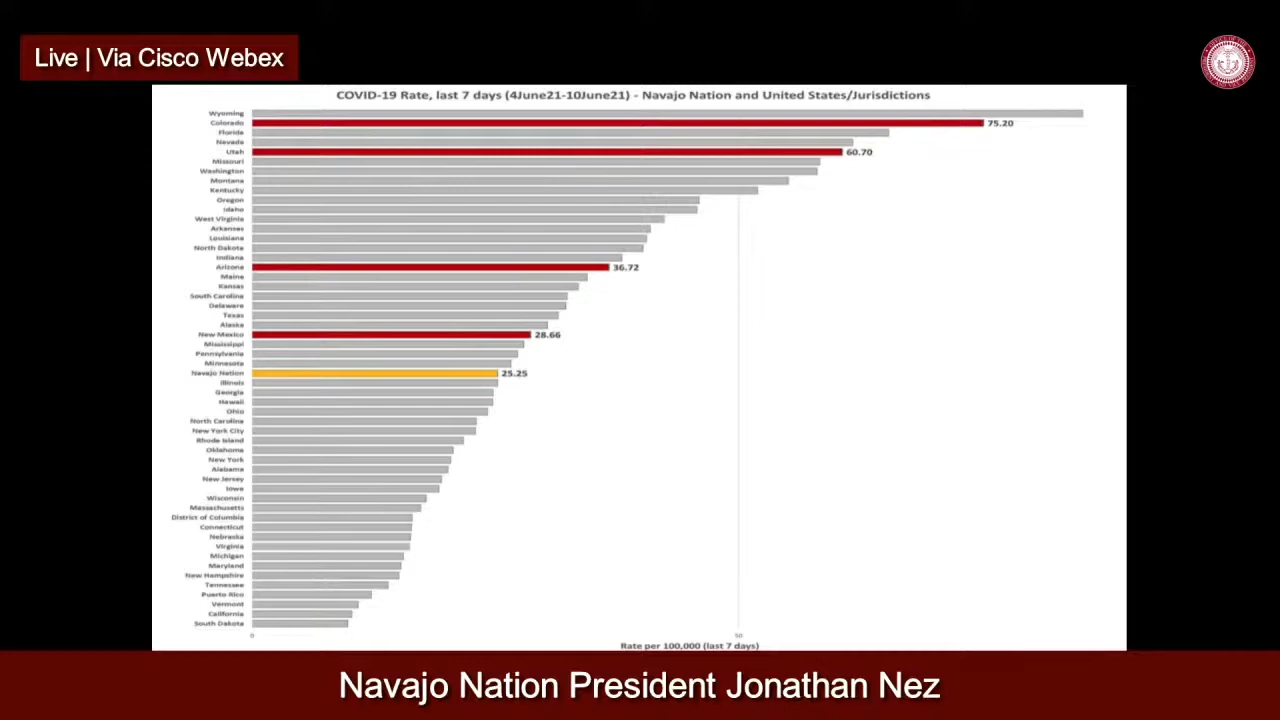 Live | Via Cisco Webex
COVID-19 Rate, last 7 days (4June21-10June21) - Navajo Nation and United States/Jurisdictions
Wyoming
Colorado 75.20
Florida
Nevada
Utah 60.70
Missouri
Washington
Montana
Kentucky
Oregon
Idaho
West Virginia
Arkansas
Louisiana
North Dakota
Indiana
Arizona 36.72
Maine
Kansas
South Carolina
Delaware
Texas
Alaska
New Mexico 28.66
Mississippi
Pennsylvania
Minnesota
Navajo Nation 25.25
Illinois
Georgia
Hawaii
Ohio
North Carolina
New York City
Rhode Island
Oklahoma
New York
Alabama
New Jersey
Iowa
Wisconsin
Massachusetts
District of Columbia
Connecticut
Nebraska
Virginia
Michigan
Maryland
New Hampshire
Tennessee
Puerto Rico
Vermont
California
South Dakota
0 50
Rate per 100,000 (last 7 days)
Navajo Nation President Jonathan Nez